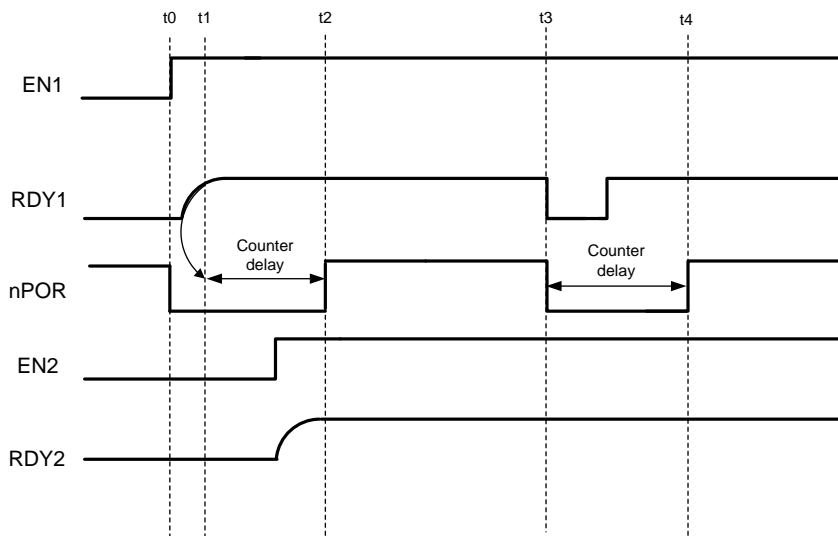 t0
t1
t2
t3
t4
EN1
RDY1
Counter
delay
Counter
delay
nPOR
EN2
RDY2